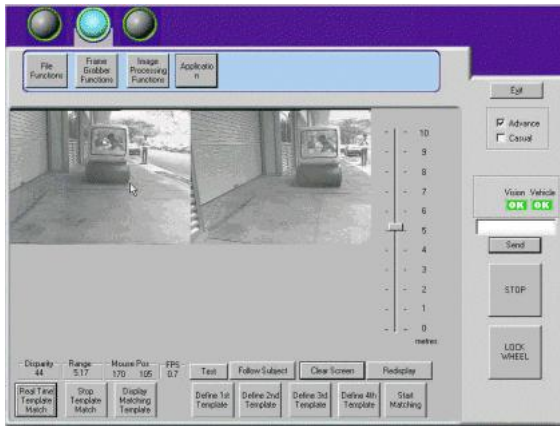 File Functions
Frame Grabber Functions
Image Processing Functions
Applicatio n
Exit
Advance
Casual
10
9
8
7
6
5
4
3
2
1
0
metres
Vision Vehicle
OK OK
Send
STOP
LOCK WHEEL
Disparity Range Mouse Pos FPS
44 5.17 170 105 0.7
Test Follow Subject Clear Screen Redisplay
Real Time Template Match
Stop Template Match
Display Matching Template
Define 1st Template
Define 2nd Template
Define 3rd Template
Define 4th Template
Start Matching